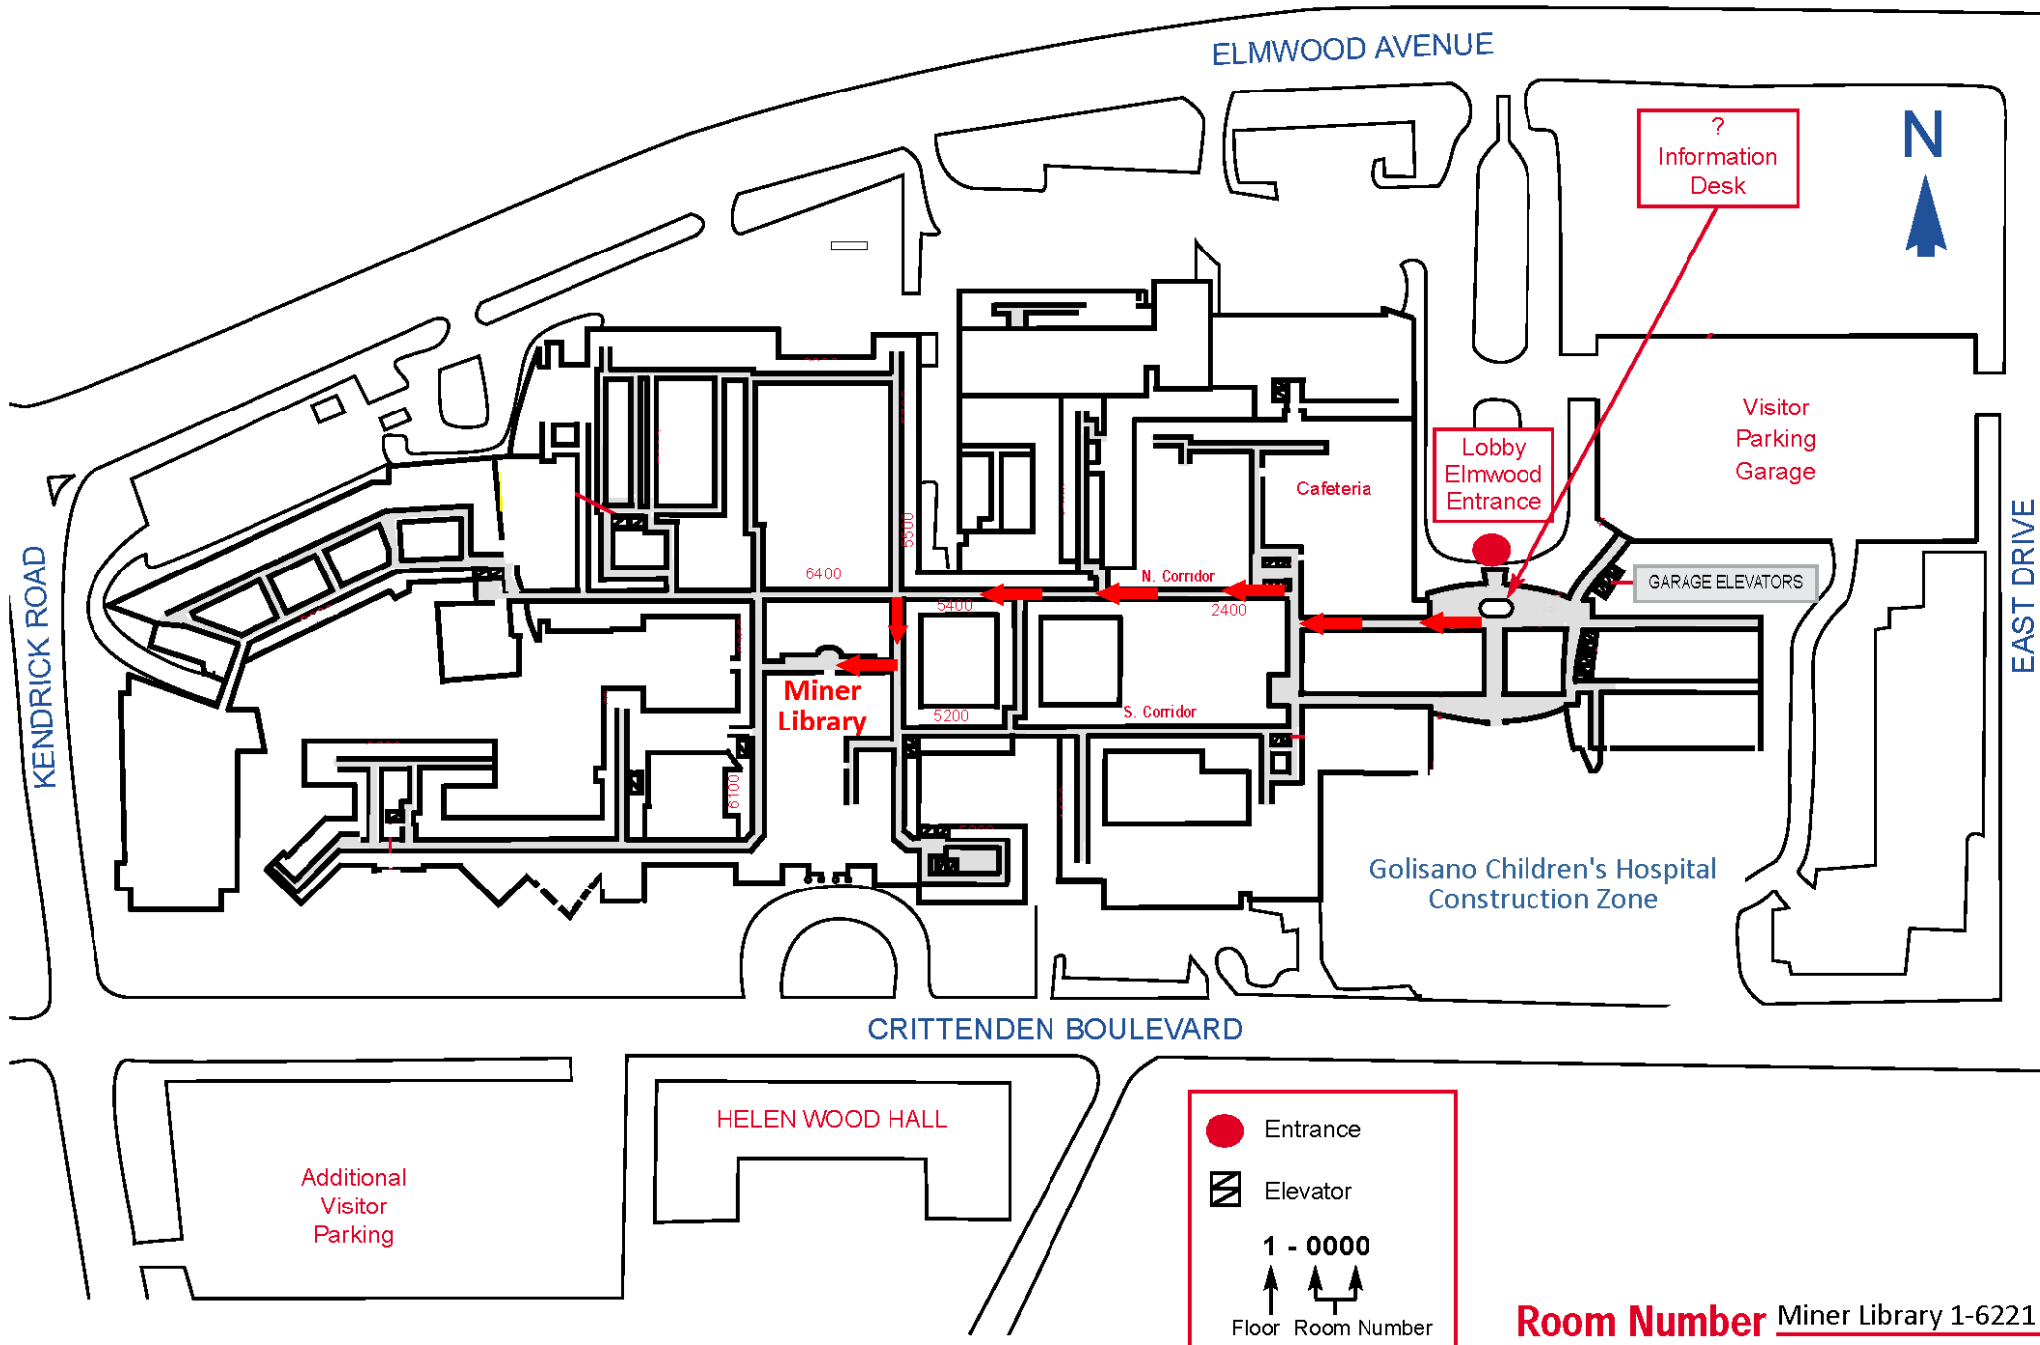 ELMWOOD AVENUE
?
Information
Desk
N
Visitor
Parking
Garage
Lobby
Elmwood
Entrance
Cafeteria
EAST DRIVE
KENDRICK ROAD
5500
6400
N. Corridor
GARAGE ELEVATORS
5400
2400
Miner
Library
5200
S. Corridor
6100
Golisano Children's Hospital
Construction Zone
CRITTENDEN BOULEVARD
HELEN WOOD HALL
Additional
Visitor
Parking
Entrance
Elevator
1 - 0000
Floor Room Number
Room Number Miner Library 1-6221